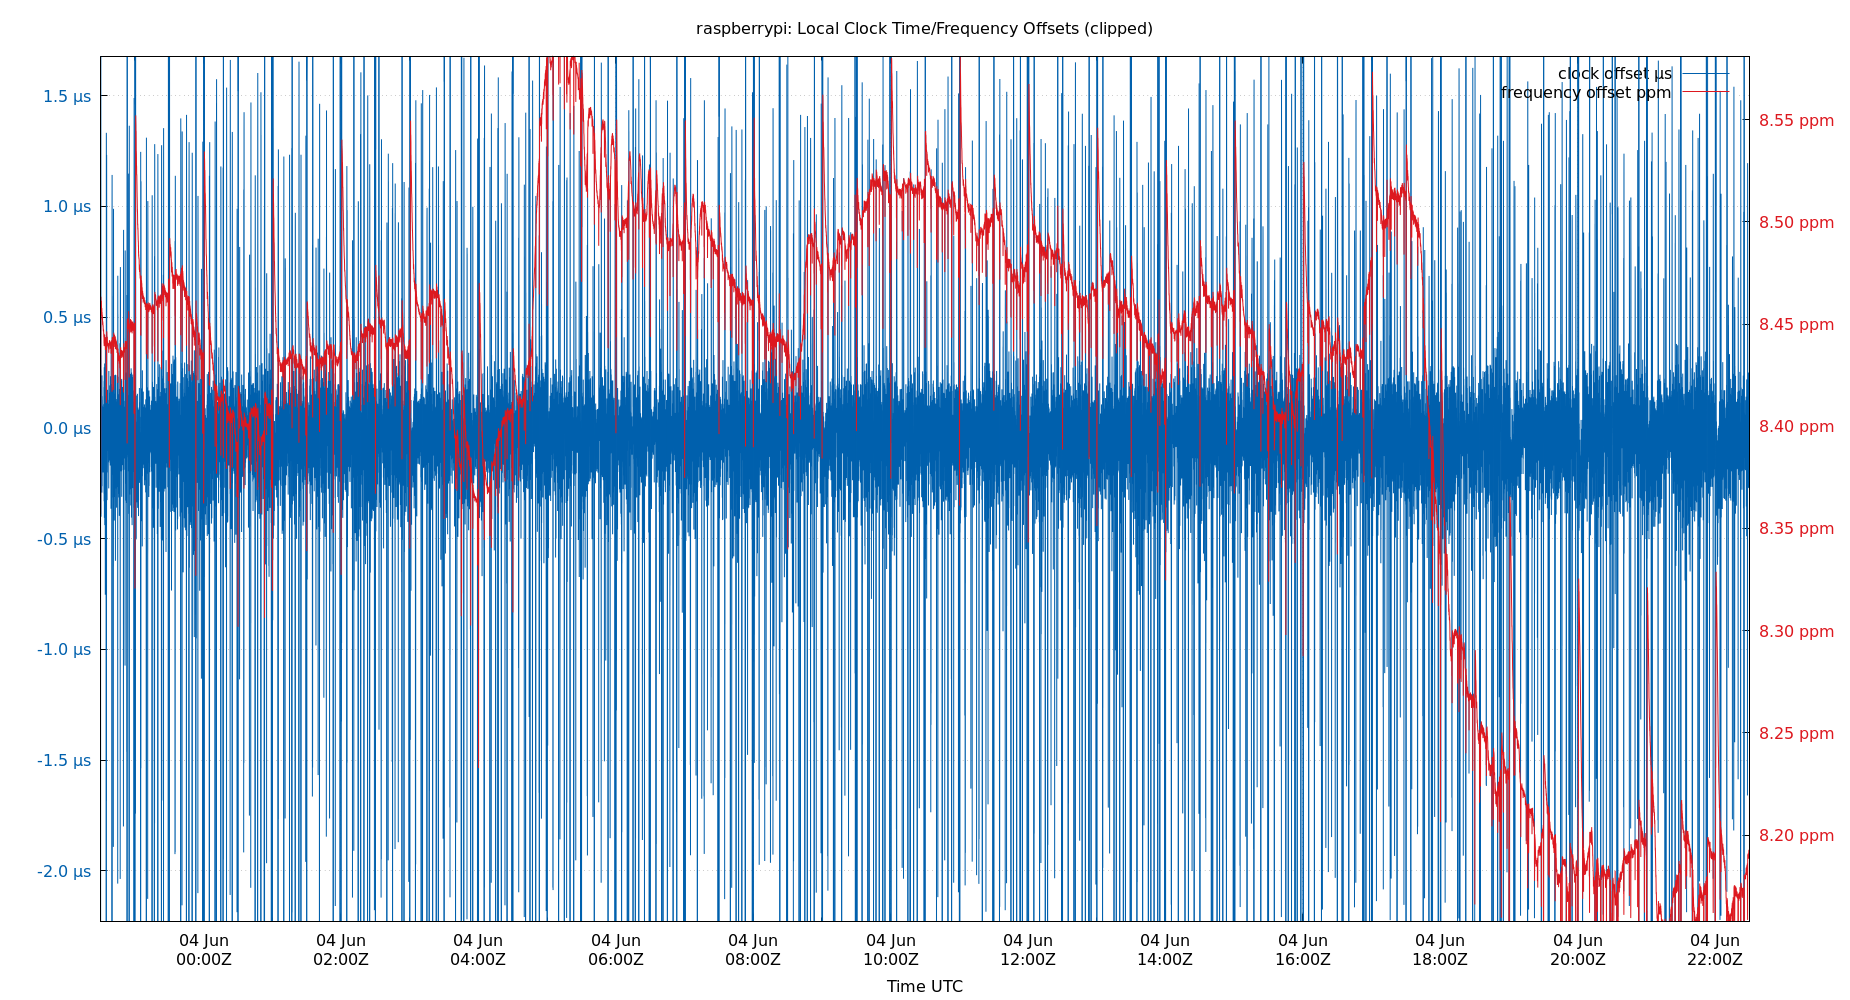 raspberrypi: Local Clock Time/Frequency Offsets (clipped)
clock offset µs
frequency offset ppm
1.5 µs
1.0 µs
0.5 µs
0.0 µs
-0.5 µs
-1.0 µs
-1.5 µs
-2.0 µs
8.55 ppm
8.50 ppm
8.45 ppm
8.40 ppm
8.35 ppm
8.30 ppm
8.25 ppm
8.20 ppm
04 Jun 04 Jun 04 Jun 04 Jun 04 Jun 04 Jun 04 Jun 04 Jun 04 Jun 04 Jun 04 Jun 04 Jun
00:00Z 02:00Z 04:00Z 06:00Z 08:00Z 10:00Z 12:00Z 14:00Z 16:00Z 18:00Z 20:00Z 22:00Z
Time UTC